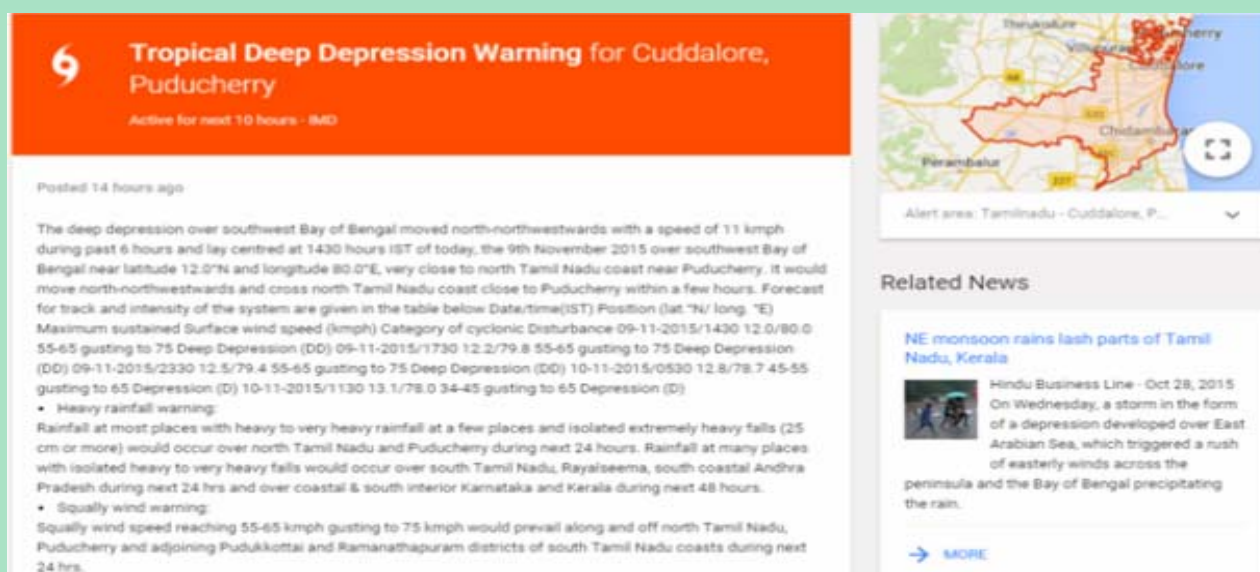 Tropical Deep Depression Warning for Cuddalore,
Puducherry
Active for next 10 hours - IMD
Posted 14 hours ago
The deep depression over southwest Bay of Bengal moved north-northwestwards with a speed of 11 kmph
during past 6 hours and lay centred at 1430 hours IST of today, the 9th November 2015 over southwest Bay of
Bengal near latitude 12.0°N and longitude 80.0°E, very close to north Tamil Nadu coast near Puducherry. It would
move north-northwestwards and cross north Tamil Nadu coast close to Puducherry within a few hours. Forecast
for track and intensity of the system are given in the table below Date/time(IST) Position (lat. °N/ long. °E)
Maximum sustained Surface wind speed (kmph) Category of cyclonic Disturbance 09-11-2015/1430 12.0/80.0
55-65 gusting to 75 Deep Depression (DD) 09-11-2015/1730 12.2/79.8 55-65 gusting to 75 Deep Depression
(DD) 09-11-2015/2330 12.5/79.4 55-65 gusting to 75 Deep Depression (DD) 10-11-2015/0530 12.8/78.7 45-55
gusting to 65 Depression (D) 10-11-2015/1130 13.1/78.0 34-45 gusting to 65 Depression (D)
• Heavy rainfall warning:
Rainfall at most places with heavy to very heavy rainfall at a few places and isolated extremely heavy falls (25
cm or more) would occur over north Tamil Nadu and Puducherry during next 24 hours. Rainfall at many places
with isolated heavy to very heavy falls would occur over south Tamil Nadu, Rayalseema, south coastal Andhra
Pradesh during next 24 hrs and over coastal & south interior Karnataka and Kerala during next 48 hours.
• Squally wind warning:
Squally wind speed reaching 55-65 kmph gusting to 75 kmph would prevail along and off north Tamil Nadu,
Puducherry and adjoining Pudukkottai and Ramanathapuram districts of south Tamil Nadu coasts during next
24 hrs.
Perambalur
Alert area: Tamilnadu - Cuddalore, P...
Related News
NE monsoon rains lash parts of Tamil
Nadu, Kerala
Hindu Business Line - Oct 28, 2015
On Wednesday, a storm in the form
of a depression developed over East
Arabian Sea, which triggered a rush
of easterly winds across the
peninsula and the Bay of Bengal precipitating
the rain.
MORE